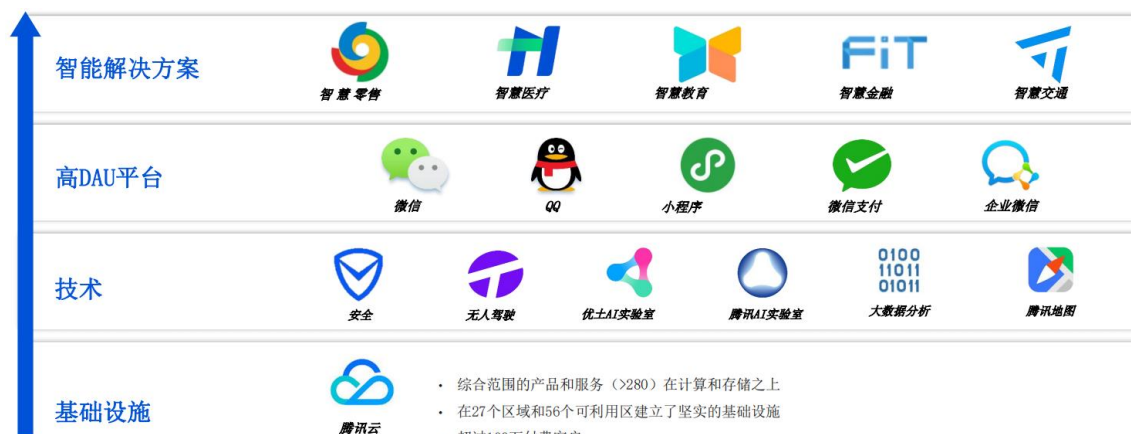 智能解决方案
智慧零售 智慧医疗 智慧教育 FiT 智慧金融 智慧交通
高DAU平台
微信 QQ 小程序 微信支付 企业微信
技术
0100
11011
01011
安全 无人驾驶 优土AI实验室 腾讯AI实验室 大数据分析 腾讯地图
基础设施
腾讯云
• 综合范围的产品和服务（>280）在计算和存储之上
• 在27个区域和56个可利用区建立了坚实的基础设施